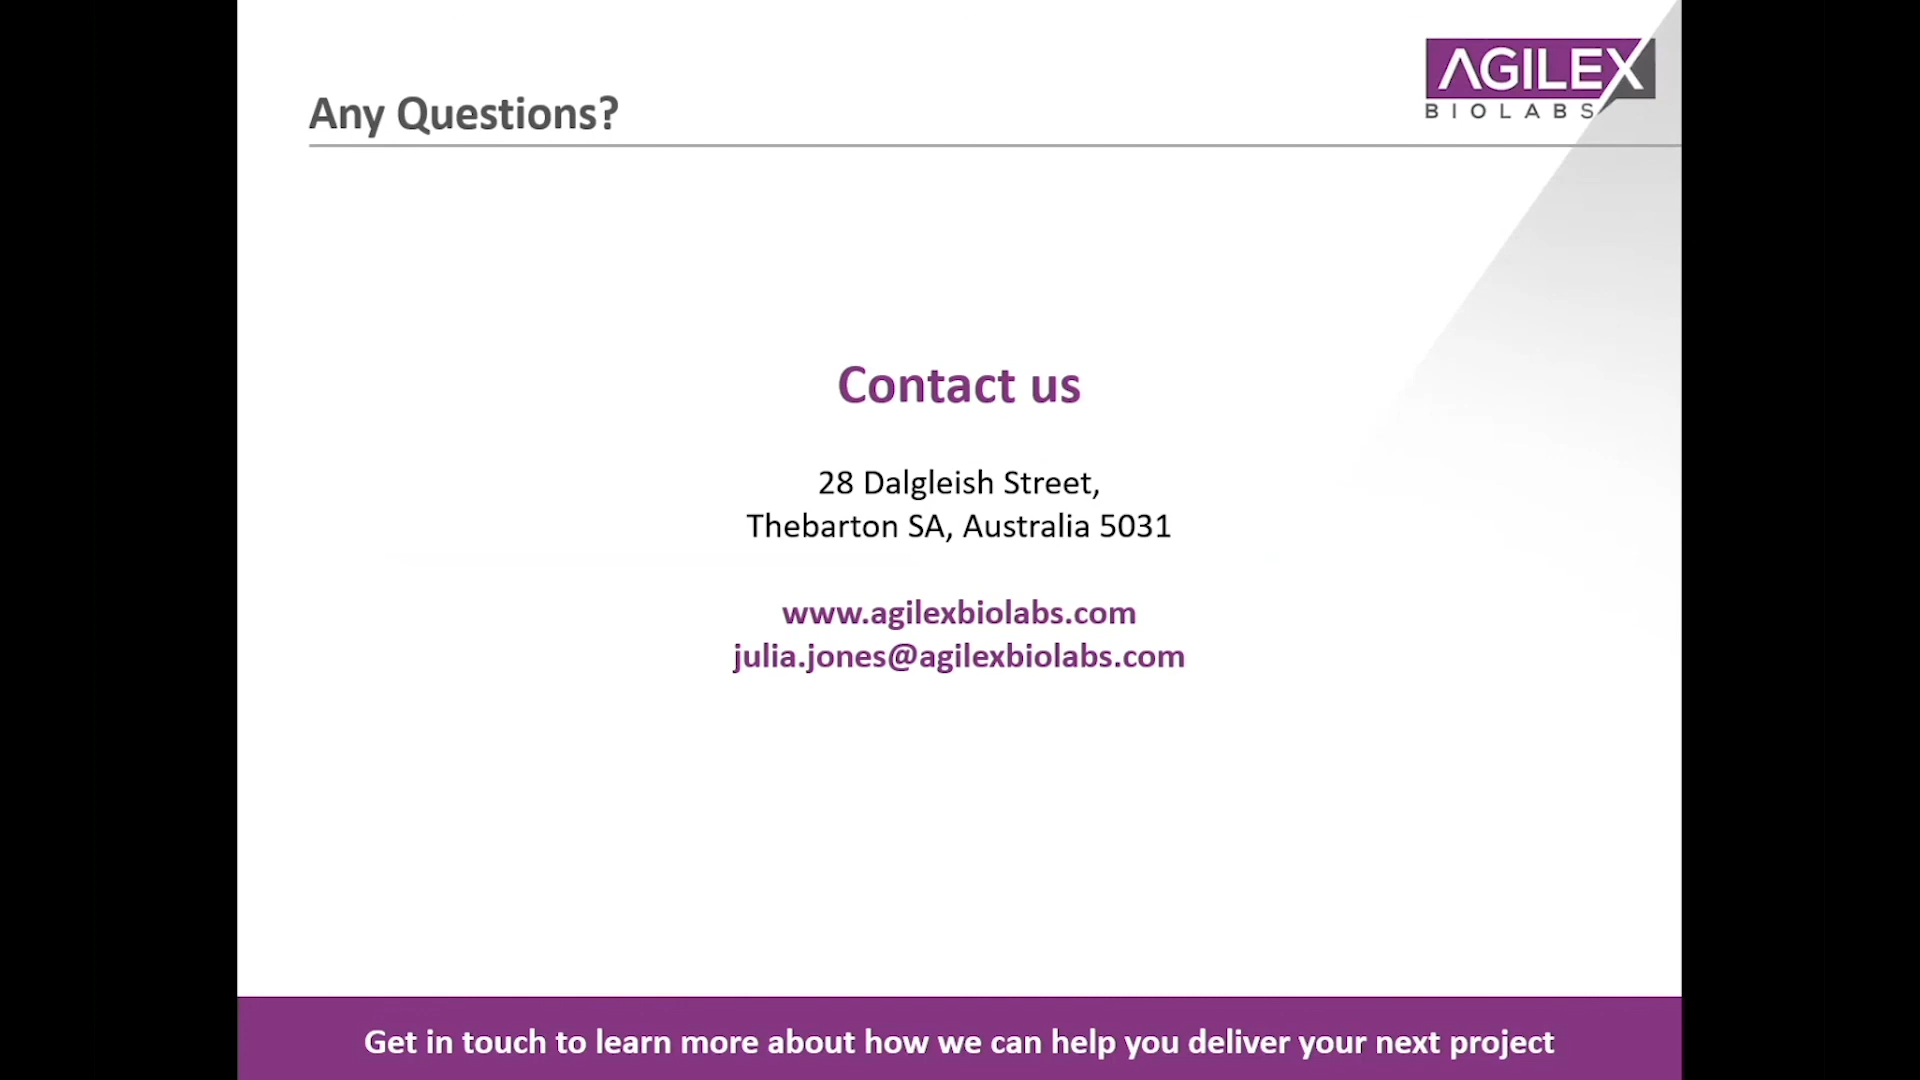 AGILEX
BIOLABS
Any Questions?
Contact us
28 Dalgleish Street,
Thebarton SA, Australia 5031
www.agilexbiolabs.com
julia.jones@agilexbiolabs.com
Get in touch to learn more about how we can help you deliver your next project